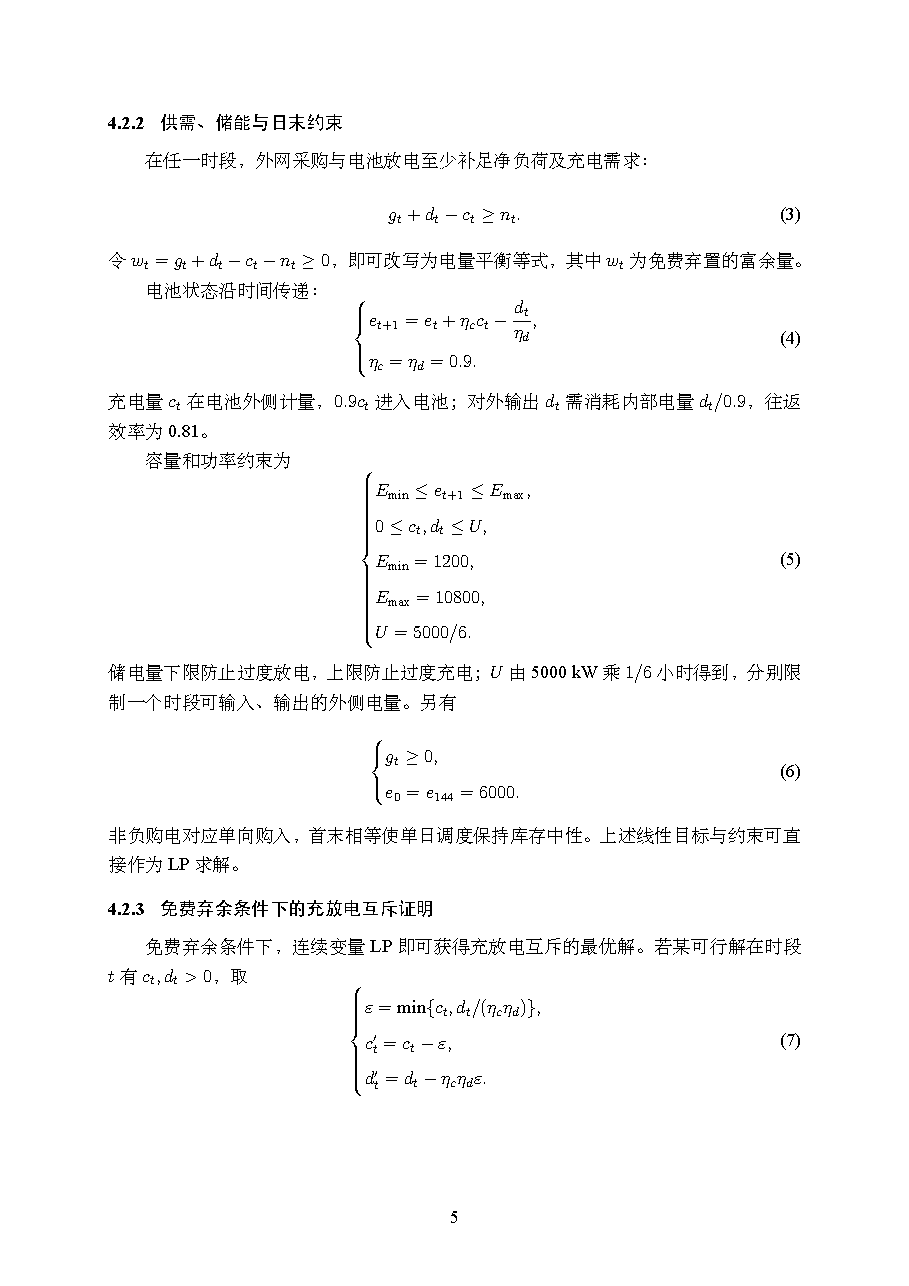 4.2.2 供需、储能与日末约束
在任一时段，外网采购与电池放电至少补足净负荷及充电需求：
g_t + d_t − c_t ≥ n_t. (3)
令 w_t = g_t + d_t − c_t − n_t ≥ 0，即可改写为电量平衡等式，其中 w_t 为免费弃置的富余量。
电池状态沿时间传递：
{ e_{t+1} = e_t + η_c c_t − d_t/η_d,
η_c = η_d = 0.9. (4)
充电量 c_t 在电池外侧计量，0.9c_t 进入电池；对外输出 d_t 需消耗内部电量 d_t/0.9，往返
效率为 0.81。
容量和功率约束为
{ E_min ≤ e_{t+1} ≤ E_max,
0 ≤ c_t, d_t ≤ U,
E_min = 1200, (5)
E_max = 10800,
U = 5000/6.
储电量下限防止过度放电，上限防止过度充电；U 由 5000 kW 乘 1/6 小时得到，分别限
制一个时段可输入、输出的外侧电量。另有
{ g_t ≥ 0,
e_0 = e_144 = 6000. (6)
非负购电对应单向购入，首末相等使单日调度保持库存中性。上述线性目标与约束可直
接作为 LP 求解。
4.2.3 免费弃余条件下的充放电互斥证明
免费弃余条件下，连续变量 LP 即可获得充放电互斥的最优解。若某可行解在时段
t 有 c_t, d_t > 0，取
{ ε = min{c_t, d_t/(η_c η_d)},
c′_t = c_t − ε, (7)
d′_t = d_t − η_c η_d ε.
5